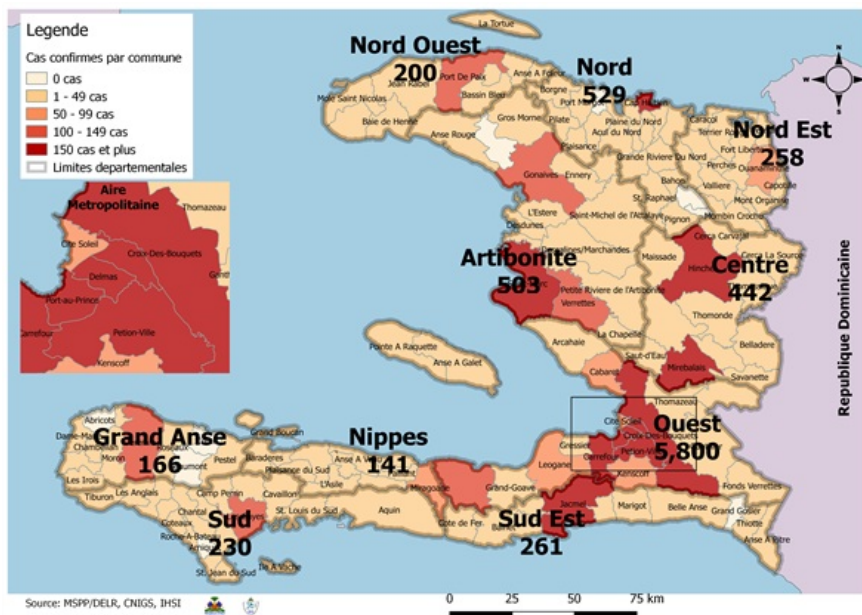 Legende
Cas confirmes par commune
0 cas
1 - 49 cas
50 - 99 cas
100 - 149 cas
150 cas et plus
Limites departementales
Aire
Metropolitaine
Thomazeau
Cite Soleil
Croix-Des-Bouquets
Delmas
Port-au-Prince
Carrefour
Petion-Ville
Kenscoff
La Tortue
Nord Ouest
200
Port De Paix
Jean Rabel
Anse A Foleur
Mole Saint Nicolas
Bassin Bleu
Baie de Henne
Anse Rouge
Gros Morne
Nord
529
Borgne
Pilate
Plaine du Nord
Acul du Nord
Plaisance
Grande Riviere Du Nord
Caracol
Nord Est
258
Fort Liberte
Perches
Ouanaminthe
Capotille
Valliere
Mont Organise
Mombin Crochu
Bahon
St. Raphael
Pignon
Gonaives
Ennery
L'Estere
Saint-Michel de l'Attalaye
Desdunes
Artibonite
503
Petite Riviere de l'Artibonite
Verrettes
La Chapelle
Cerca Carvajal
Maissade
Cerca La Source
Centre
442
Thomonde
Belladere
Saut-d'Eau
Mirebalais
Savanette
Arcahaie
Cabaret
Pointe A Raquette
Anse A Galet
Thomazeau
Cite Soleil
Ouest
5,800
Croix-Des-Bouquets
Gressier
Carrefour
Petion-Ville
Kenscoff
Leogane
Fonds Verrettes
Grand-Goave
Abricots
Grand Anse
166
Chambellan
Moron
Roseaux
Pestel
Les Irois
Grand Boucan
Baraderes
Plaisance du Sud
Nippes
141
L'Asile
Miragoane
Tiburon
Les Anglais
Camp Perrin
Cavaillon
Chantal
Coteaux
Roche-A-Bateau
St. Louis du Sud
Aquin
Sud
230
St. Jean du Sud
Ile A Vache
Cote de Fer
Jacmel
Sud Est
261
Marigot
Belle Anse
Grand Gosier
Thiotte
Anse A Pitre
Republique Dominicaine
N
W
E
S
Source: MSPP/DELR, CNIGS, IHSI
0 25 50 75 km